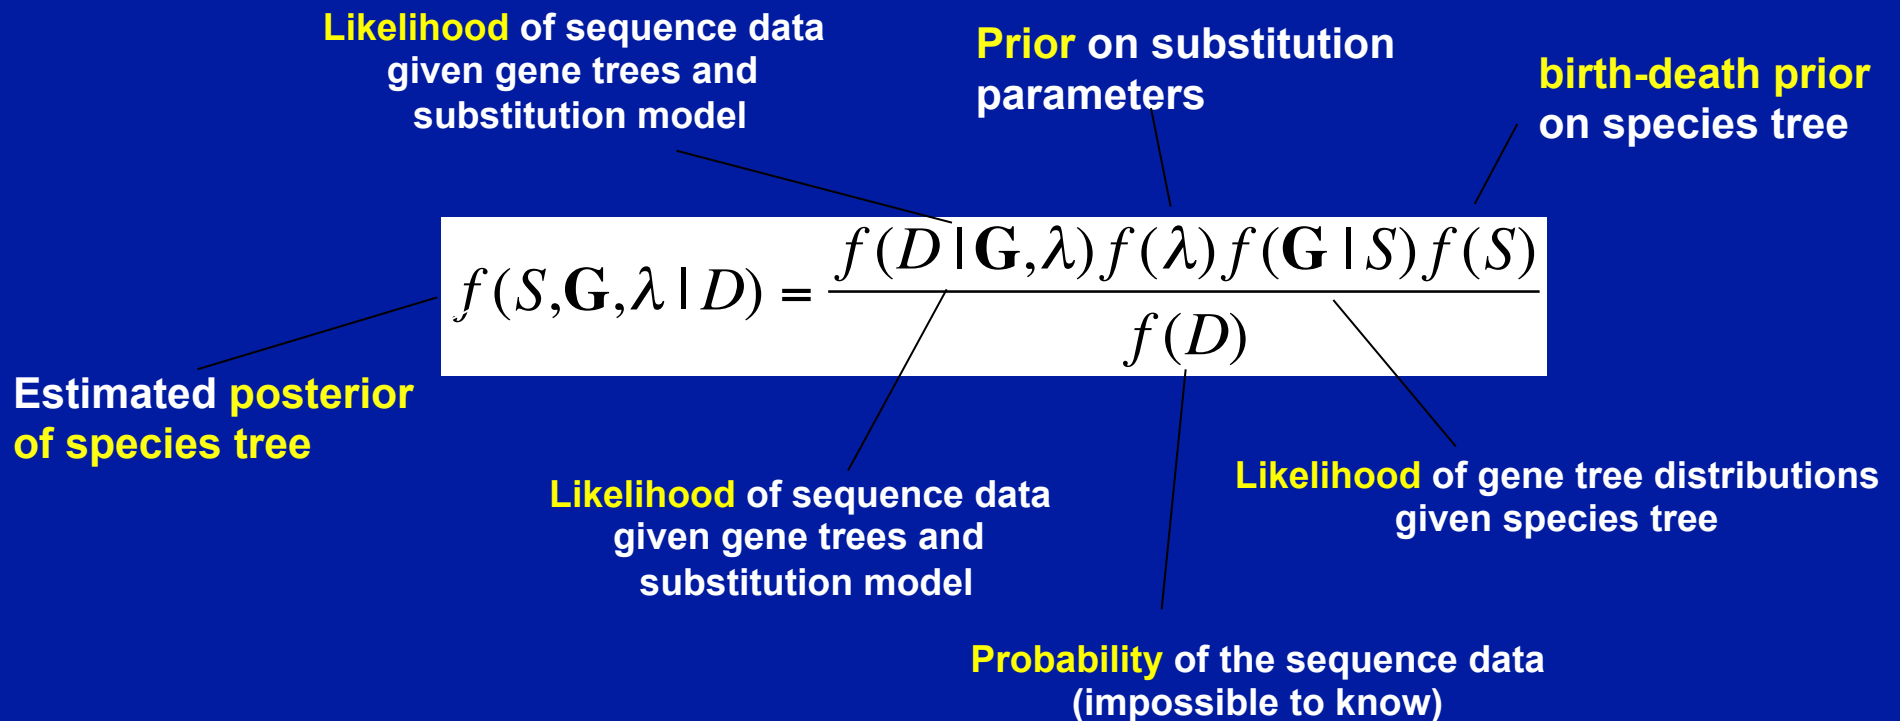 Likelihood of sequence data
given gene trees and
substitution model
Prior on substitution
parameters
birth-death prior
on species tree
f(S,G,λ | D) = f(D | G,λ) f(λ) f(G | S) f(S)
f(D)
Estimated posterior
of species tree
Likelihood of sequence data
given gene trees and
substitution model
Likelihood of gene tree distributions
given species tree
Probability of the sequence data
(impossible to know)